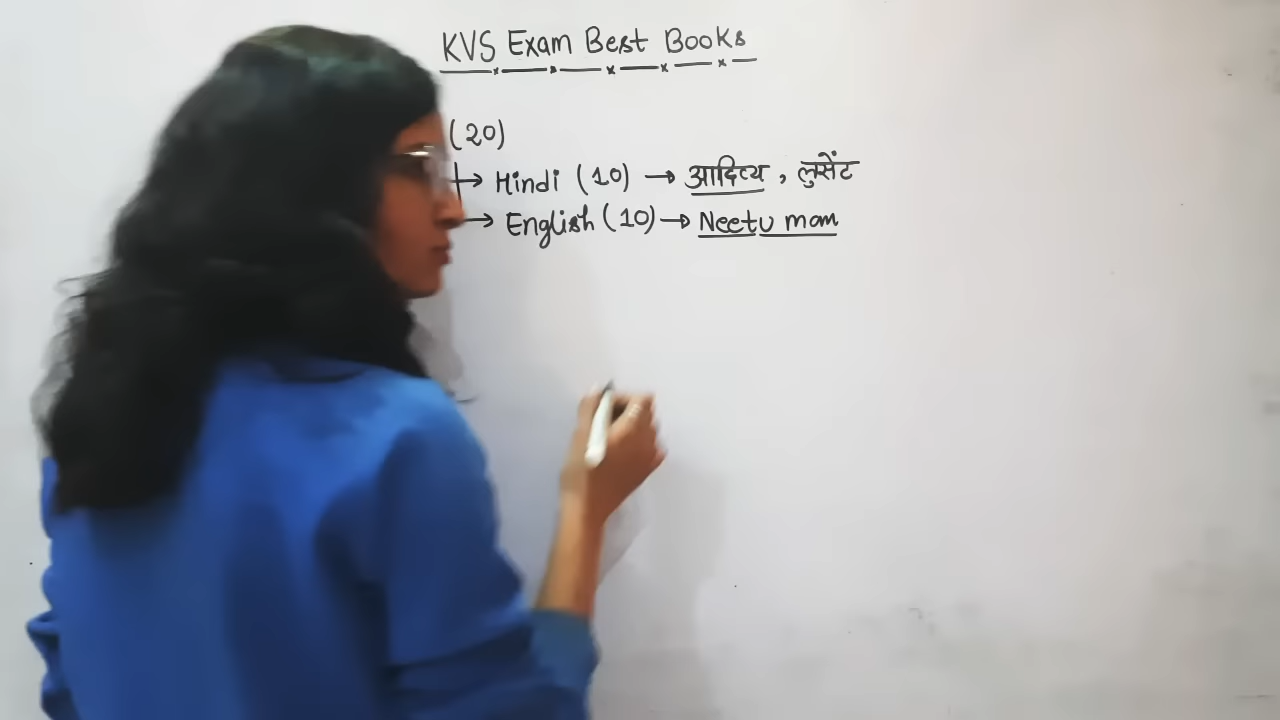 KVS Exam Best Books
(20)
→ Hindi (10) → आदित्य, लुसेंट
→ English (10) → Neetu mam